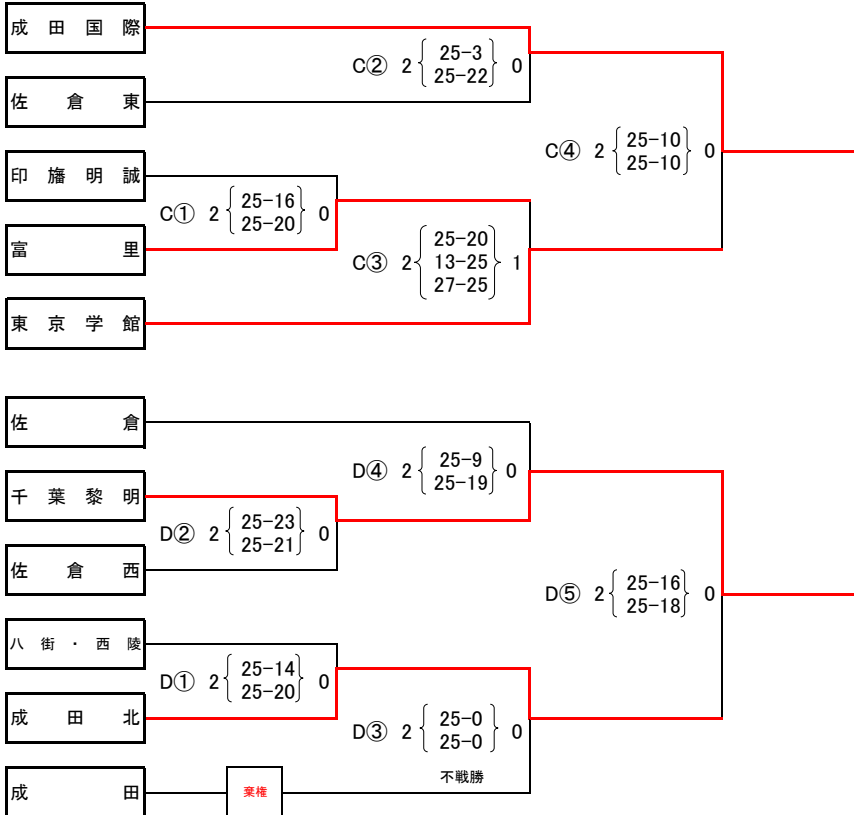 成田国際
C② 2 25-3 0
25-22
佐倉東
C④ 2 25-10 0
25-10
印旛明誠
C① 2 25-16 0
25-20
富里
C③ 2 25-20 1
13-25
27-25
東京学館
佐倉
D④ 2 25-9 0
25-19
千葉黎明
D② 2 25-23 0
25-21
佐倉西
D⑤ 2 25-16 0
25-18
八街・西陵
D① 2 25-14 0
25-20
成田北
D③ 2 25-0 0
25-0
不戦勝
成田
棄権